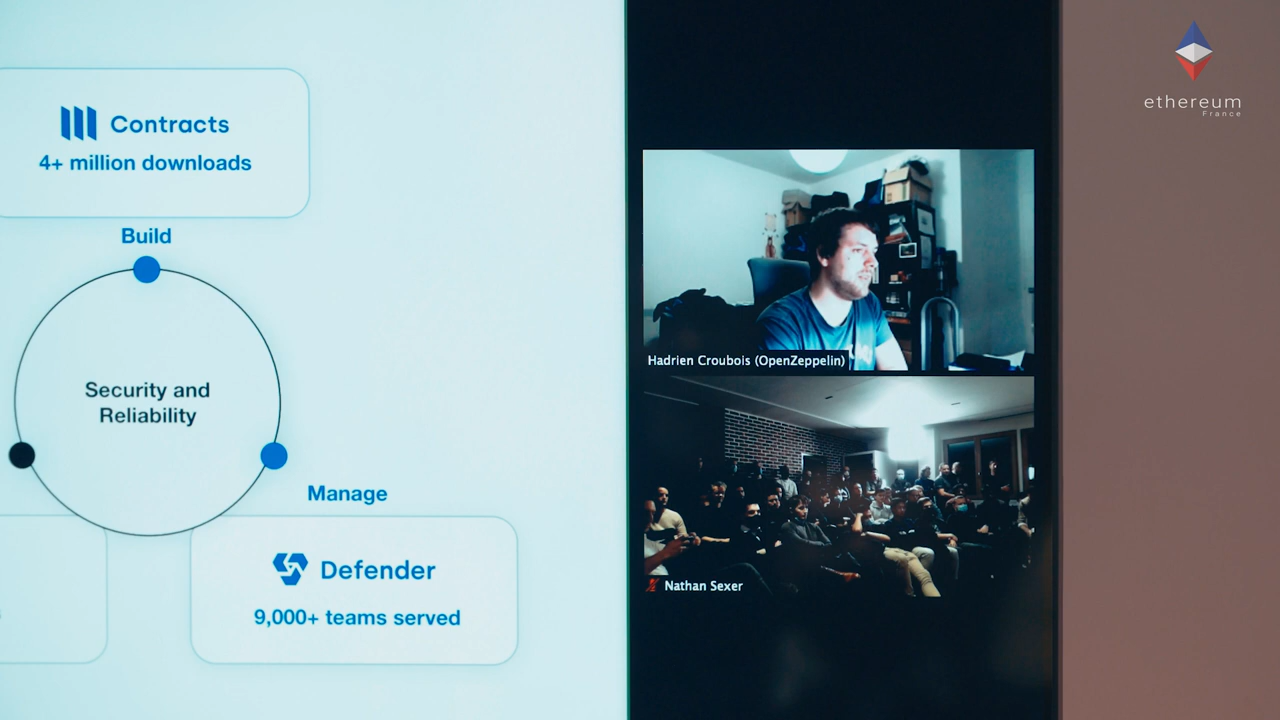 Contracts
4+ million downloads
Build
Security and
Reliability
Manage
Defender
9,000+ teams served
Hadrien Croubois (OpenZeppelin)
Nathan Sexer
ethereum
France